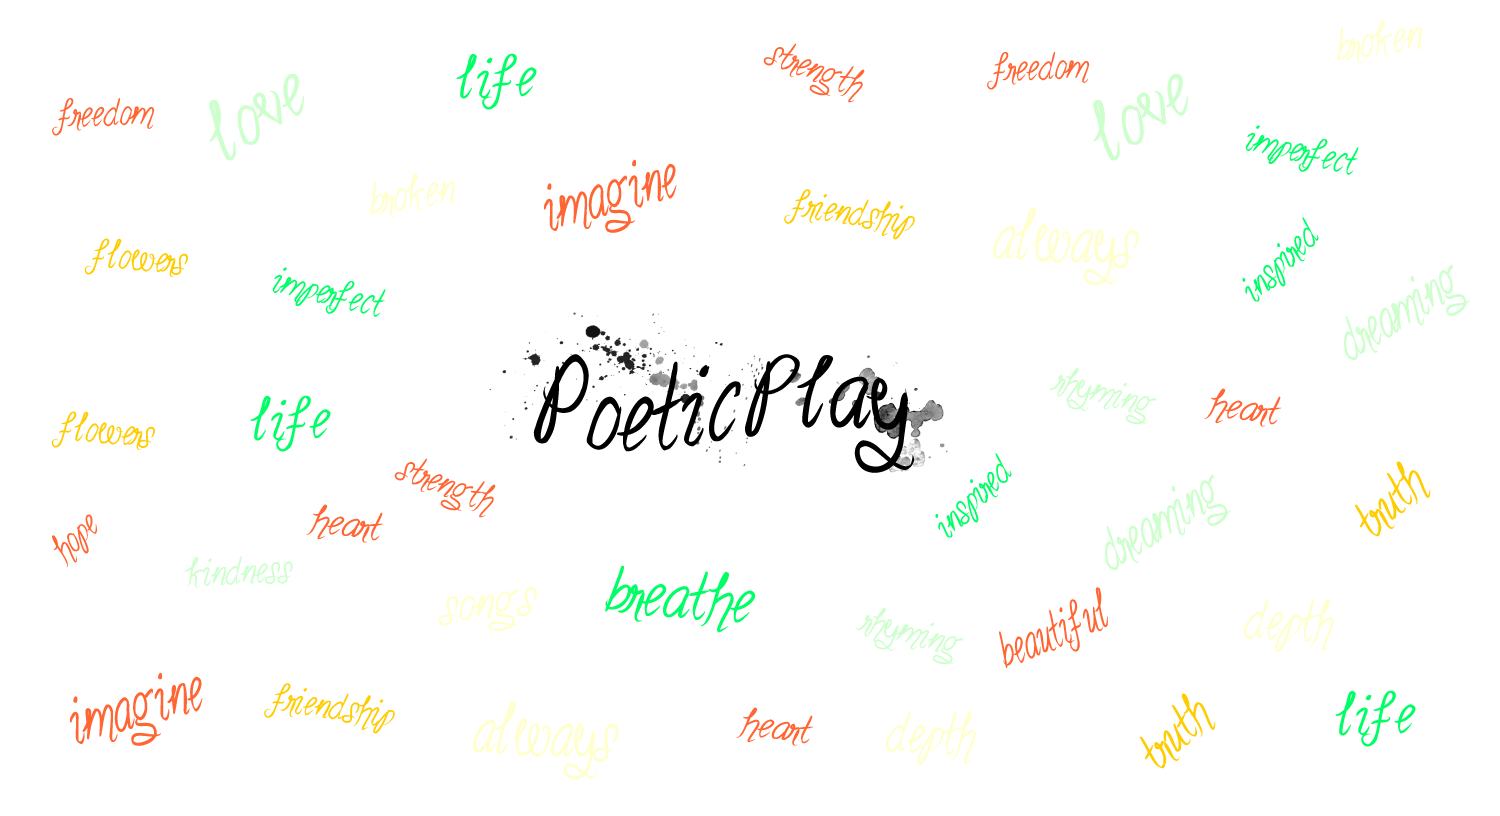 broken
life
strength
freedom
love
freedom
love
imperfect
broken
imagine
friendship
always
inspired
flowers
imperfect
dreaming
PoeticPlay
rhyming
heart
flowers
life
strength
inspired
truth
hope
heart
dreaming
kindness
songs
breathe
rhyming
beautiful
depth
imagine
friendship
always
heart
depth
truth
life